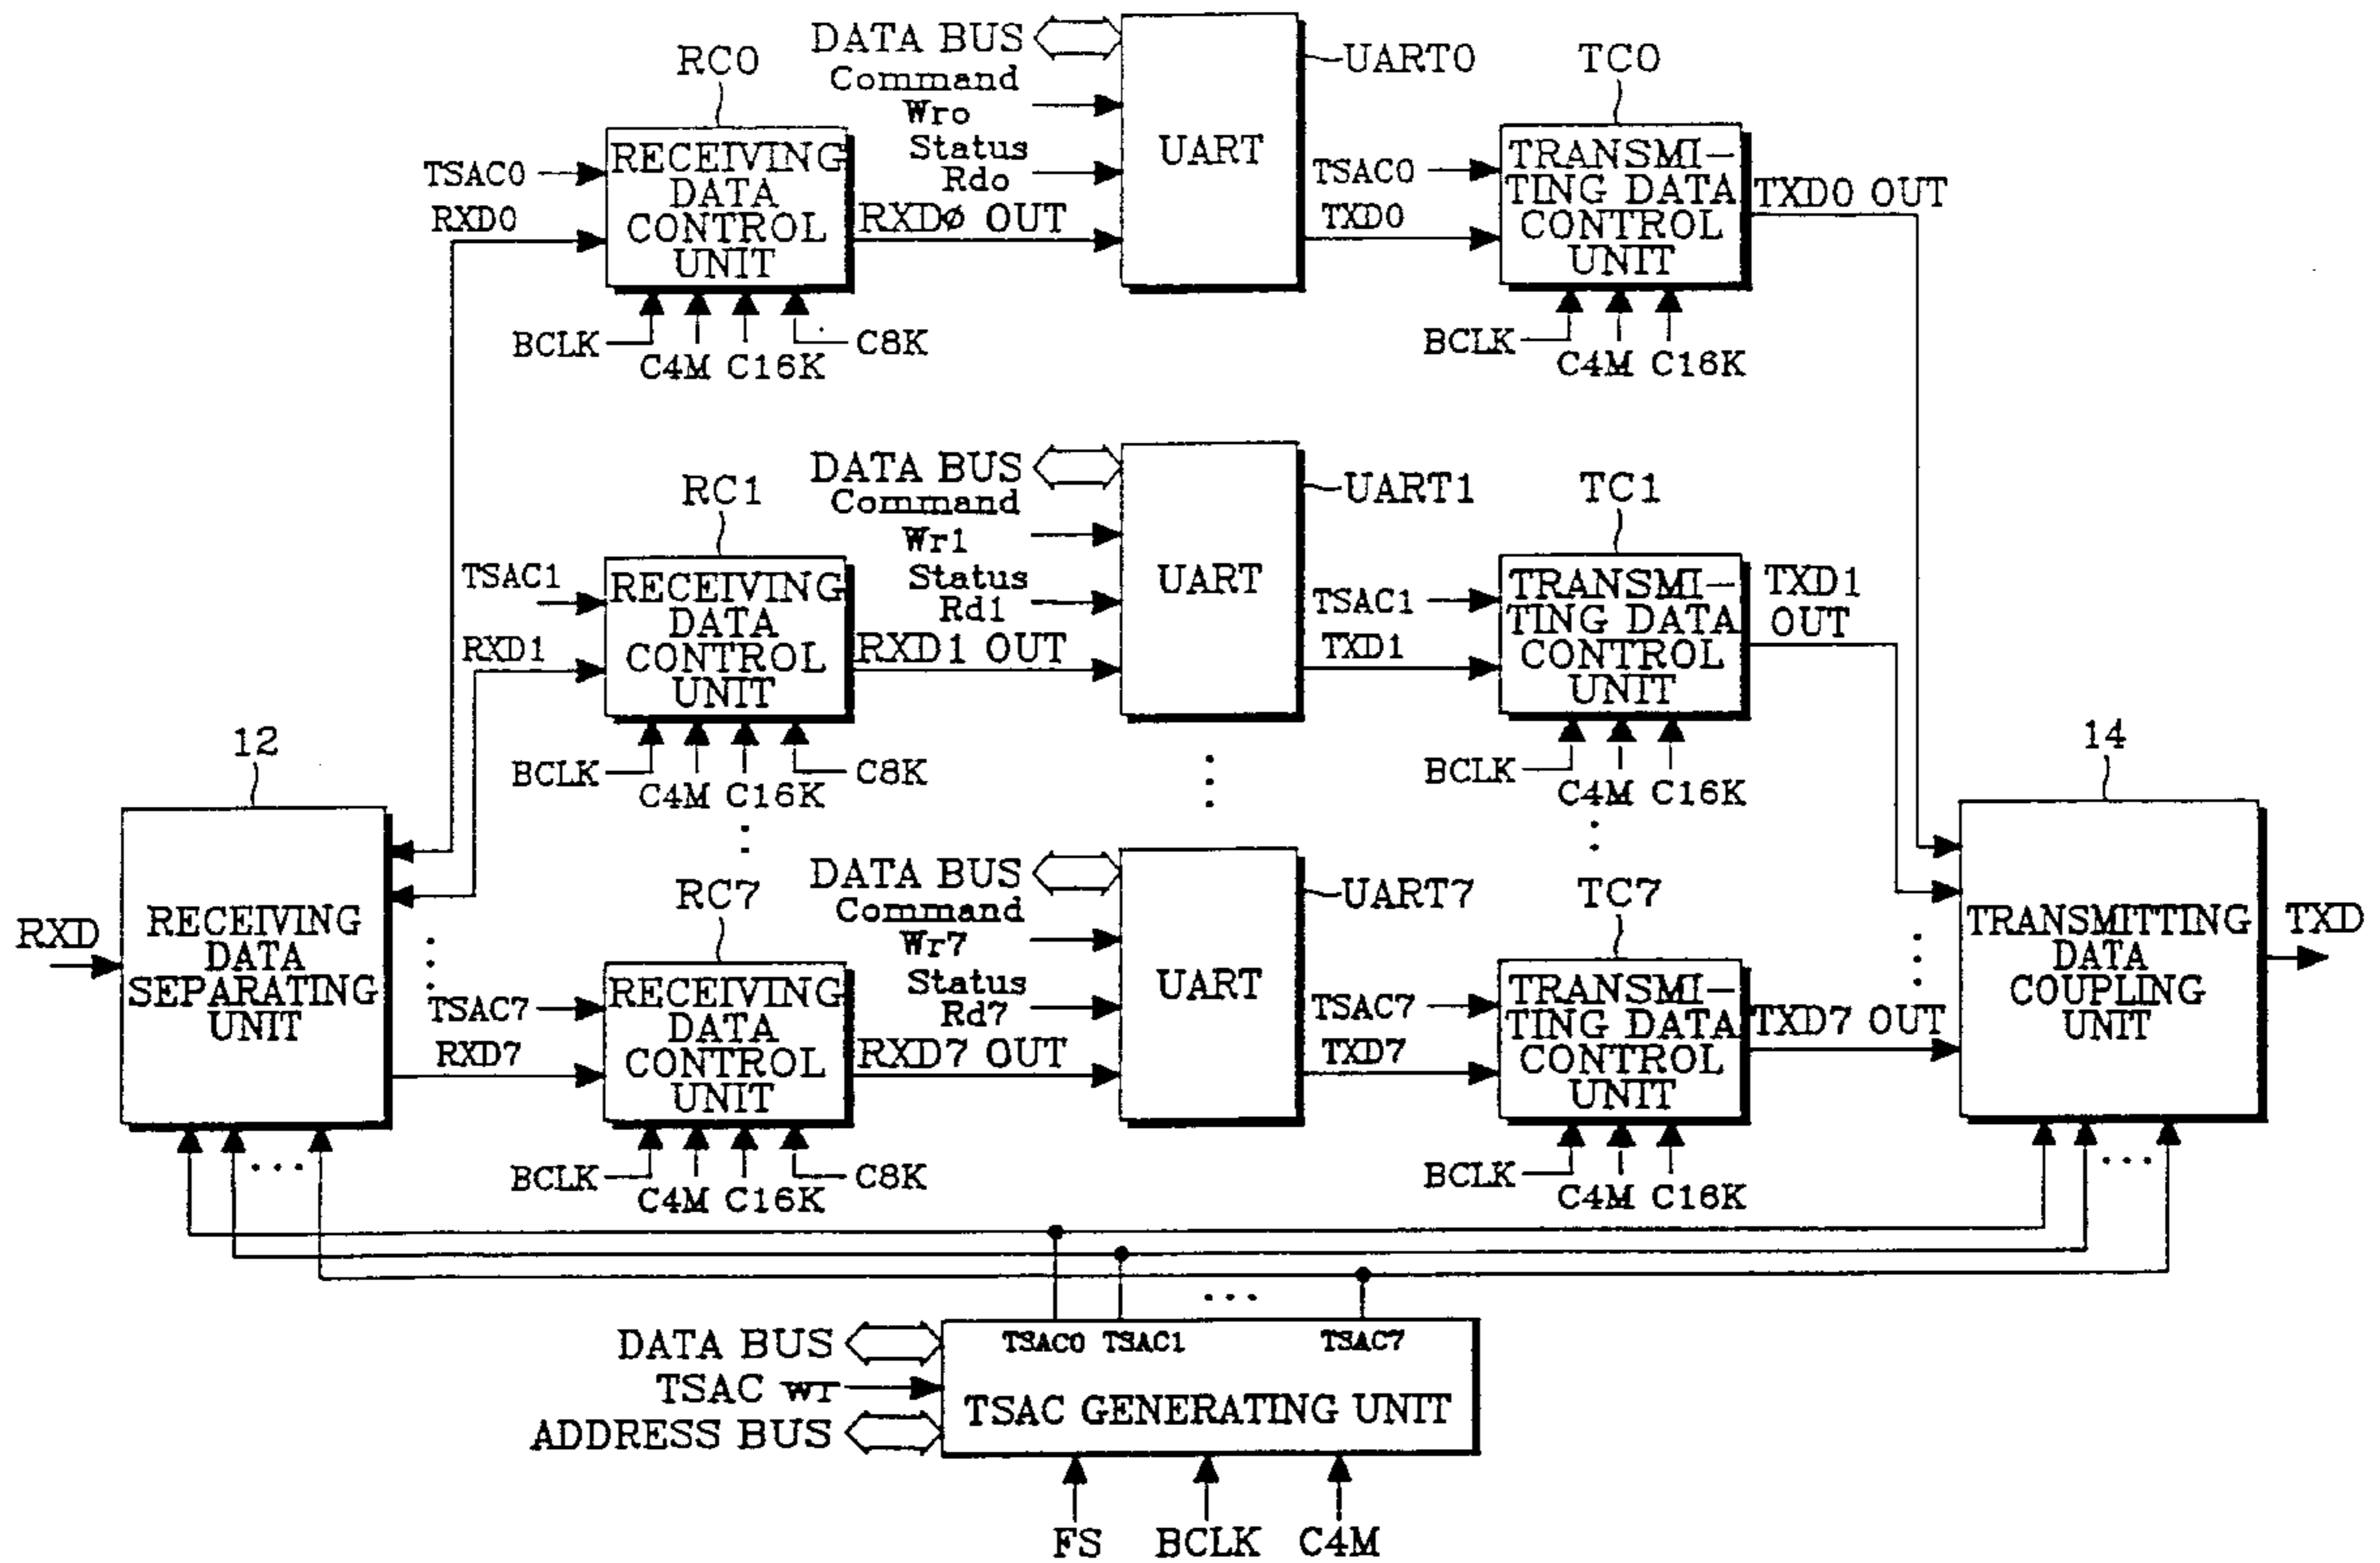 DATA BUS
Command
Wro
Status
Rdo
UART
UART0
RC0
TSAC0
RXD0
RECEIVING
DATA
CONTROL
UNIT
RXDØ OUT
BCLK
C4M C16K
C8K
TC0
TSAC0
TXD0
TRANSMI-
TING DATA
CONTROL
UNIT
TXD0 OUT
BCLK
C4M C16K
DATA BUS
Command
Wr1
Status
Rd1
UART
UART1
RC1
TSAC1
RXD1
RECEIVING
DATA
CONTROL
UNIT
RXD1 OUT
BCLK
C4M C16K
C8K
TC1
TSAC1
TXD1
TRANSMI-
TING DATA
CONTROL
UNIT
TXD1
OUT
BCLK
C4M C16K
12
RXD
RECEIVING
DATA
SEPARATING
UNIT
DATA BUS
Command
Wr7
Status
Rd7
UART
UART7
RC7
TSAC7
RXD7
RECEIVING
DATA
CONTROL
UNIT
RXD7 OUT
BCLK
C4M C16K
C8K
TC7
TSAC7
TXD7
TRANSMI-
TING DATA
CONTROL
UNIT
TXD7 OUT
BCLK
C4M C16K
14
TRANSMITTING
DATA
COUPLING
UNIT
TXD
TSAC0 TSAC1 TSAC7
DATA BUS
TSAC WT
ADDRESS BUS
TSAC GENERATING UNIT
FS BCLK C4M